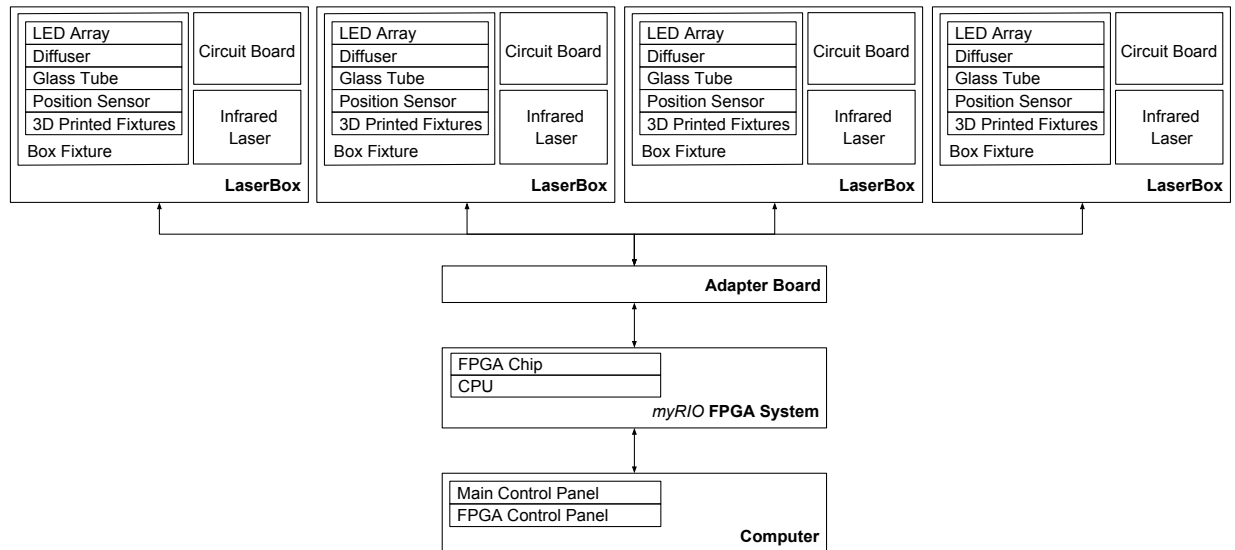 LED Array
Diffuser
Glass Tube
Position Sensor
3D Printed Fixtures
Box Fixture
Circuit Board
Infrared
Laser
LaserBox
LED Array
Diffuser
Glass Tube
Position Sensor
3D Printed Fixtures
Box Fixture
Circuit Board
Infrared
Laser
LaserBox
LED Array
Diffuser
Glass Tube
Position Sensor
3D Printed Fixtures
Box Fixture
Circuit Board
Infrared
Laser
LaserBox
LED Array
Diffuser
Glass Tube
Position Sensor
3D Printed Fixtures
Box Fixture
Circuit Board
Infrared
Laser
LaserBox
Adapter Board
FPGA Chip
CPU
myRIO FPGA System
Main Control Panel
FPGA Control Panel
Computer